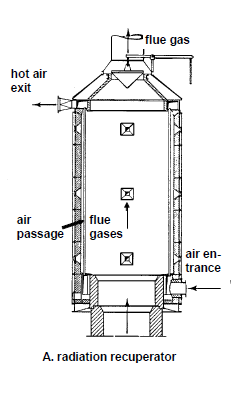 flue gas
hot air
exit
air
passage
flue
gases
air en-
trance
A. radiation recuperator